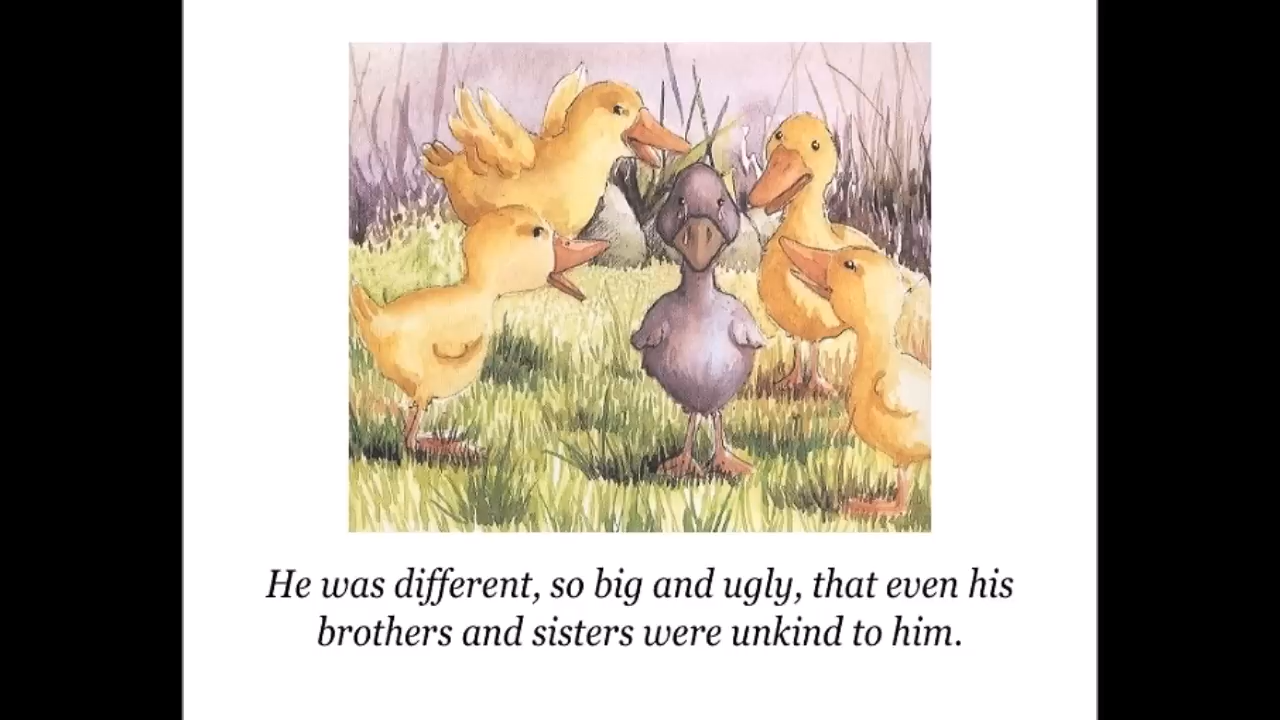 He was different, so big and ugly, that even his
brothers and sisters were unkind to him.